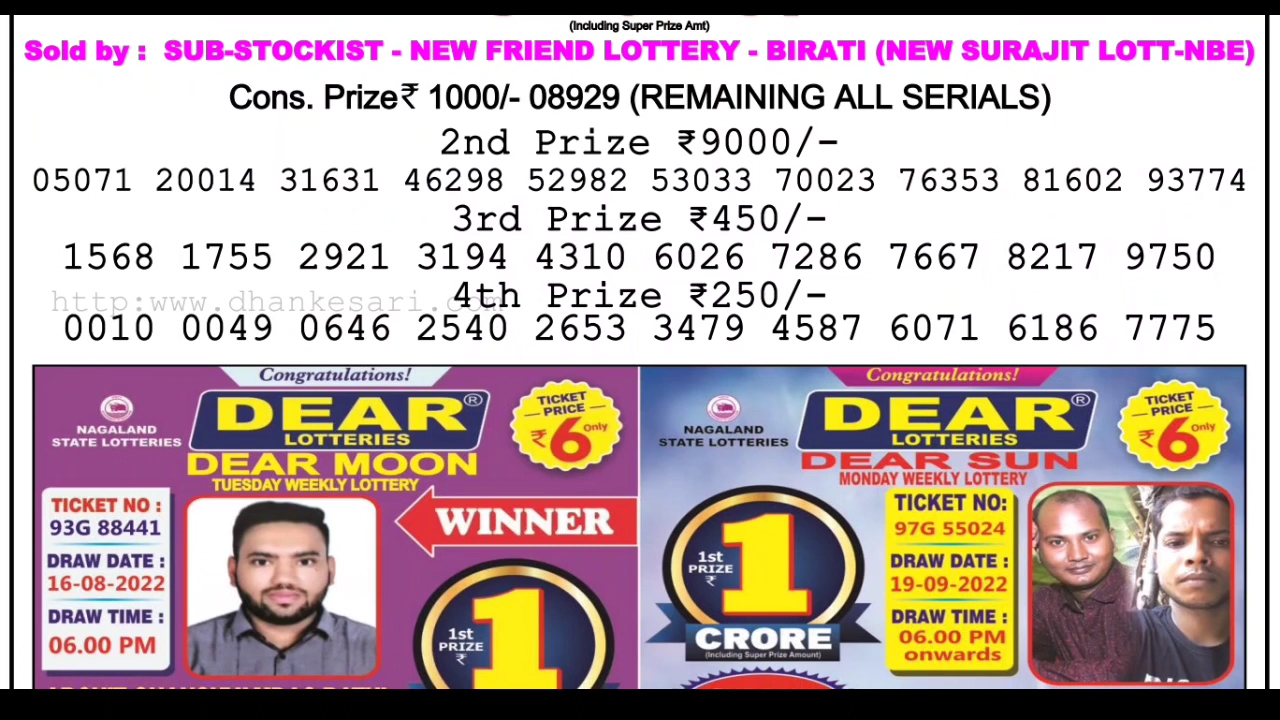 (Including Super Prize Amt)
Sold by : SUB-STOCKIST - NEW FRIEND LOTTERY - BIRATI (NEW SURAJIT LOTT-NBE)
Cons. Prize₹ 1000/- 08929 (REMAINING ALL SERIALS)
2nd Prize ₹9000/-
05071 20014 31631 46298 52982 53033 70023 76353 81602 93774
3rd Prize ₹450/-
1568 1755 2921 3194 4310 6026 7286 7667 8217 9750
http:www.dhankesari.com
4th Prize ₹250/-
0010 0049 0646 2540 2653 3479 4587 6071 6186 7775
Congratulations!
NAGALAND
STATE LOTTERIES
DEAR®
LOTTERIES
TICKET
PRICE
₹6 Only
DEAR MOON
TUESDAY WEEKLY LOTTERY
TICKET NO :
93G 88441
DRAW DATE :
16-08-2022
DRAW TIME :
06.00 PM
WINNER
1st
PRIZE
₹
1
Congratulations!
NAGALAND
STATE LOTTERIES
DEAR®
LOTTERIES
TICKET
PRICE
₹6 Only
DEAR SUN
MONDAY WEEKLY LOTTERY
1st
PRIZE
₹
1
CRORE
(Including Super Prize Amount)
TICKET NO:
97G 55024
DRAW DATE :
19-09-2022
DRAW TIME :
06.00 PM
onwards